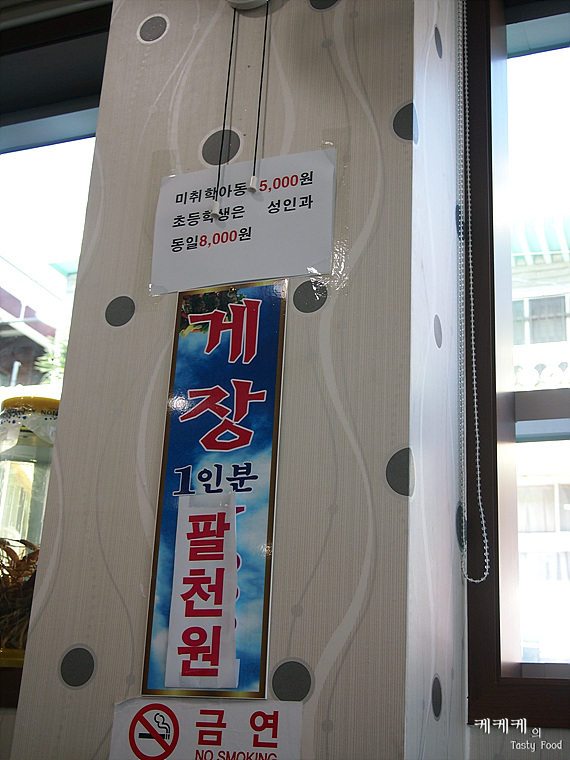 미취학아동 5,000원
초등학생은 성인과
동일8,000원
게장
1인분
팔천원
금연
NO SMOKING
케케케의
Tasty Food